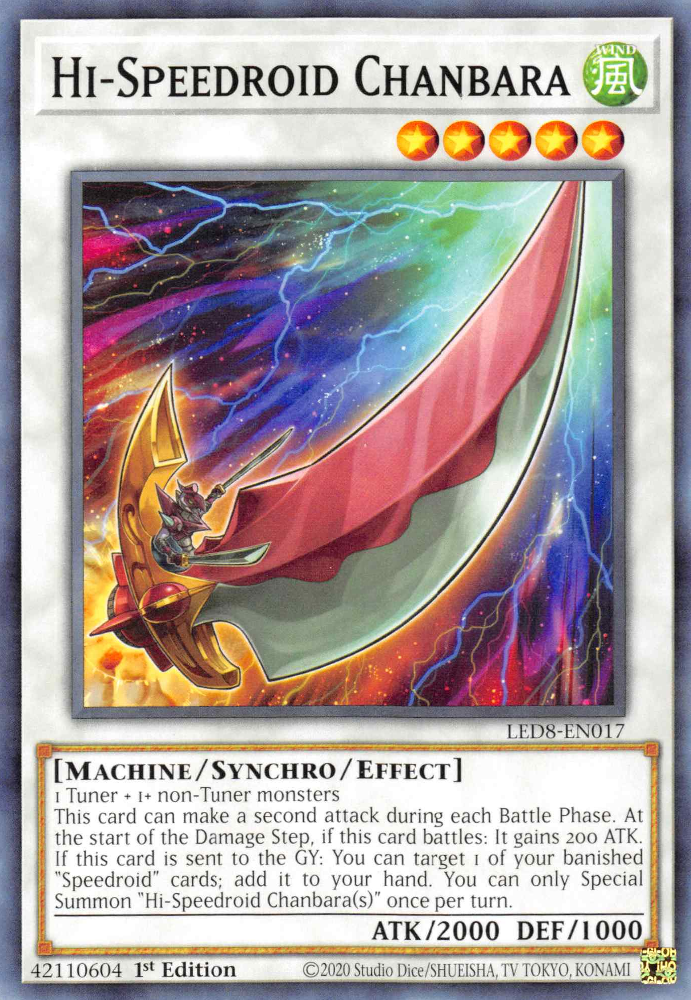 Hi-Speedroid Chanbara
WIND
風
LED8-EN017
[Machine/Synchro/Effect]
1 Tuner + 1+ non-Tuner monsters
This card can make a second attack during each Battle Phase. At
the start of the Damage Step, if this card battles: It gains 200 ATK.
If this card is sent to the GY: You can target 1 of your banished
“Speedroid” cards; add it to your hand. You can only Special
Summon “Hi-Speedroid Chanbara(s)” once per turn.
ATK/2000 DEF/1000
42110604 1st Edition ©2020 Studio Dice/SHUEISHA, TV TOKYO, KONAMI